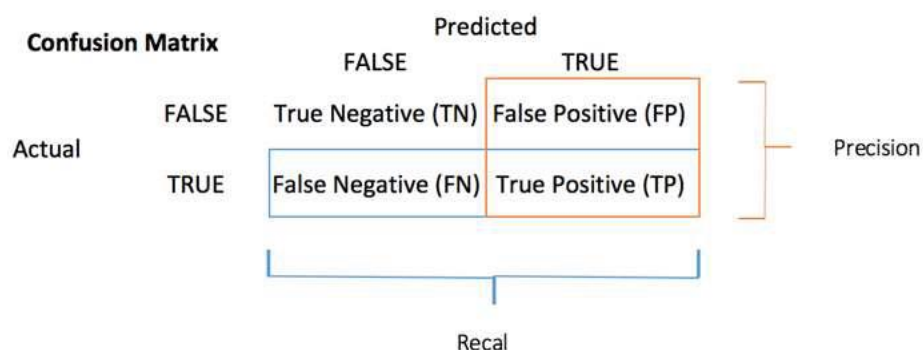 Predicted
Confusion Matrix
FALSE TRUE
FALSE True Negative (TN) False Positive (FP)
Actual Precision
TRUE False Negative (FN) True Positive (TP)
Recal